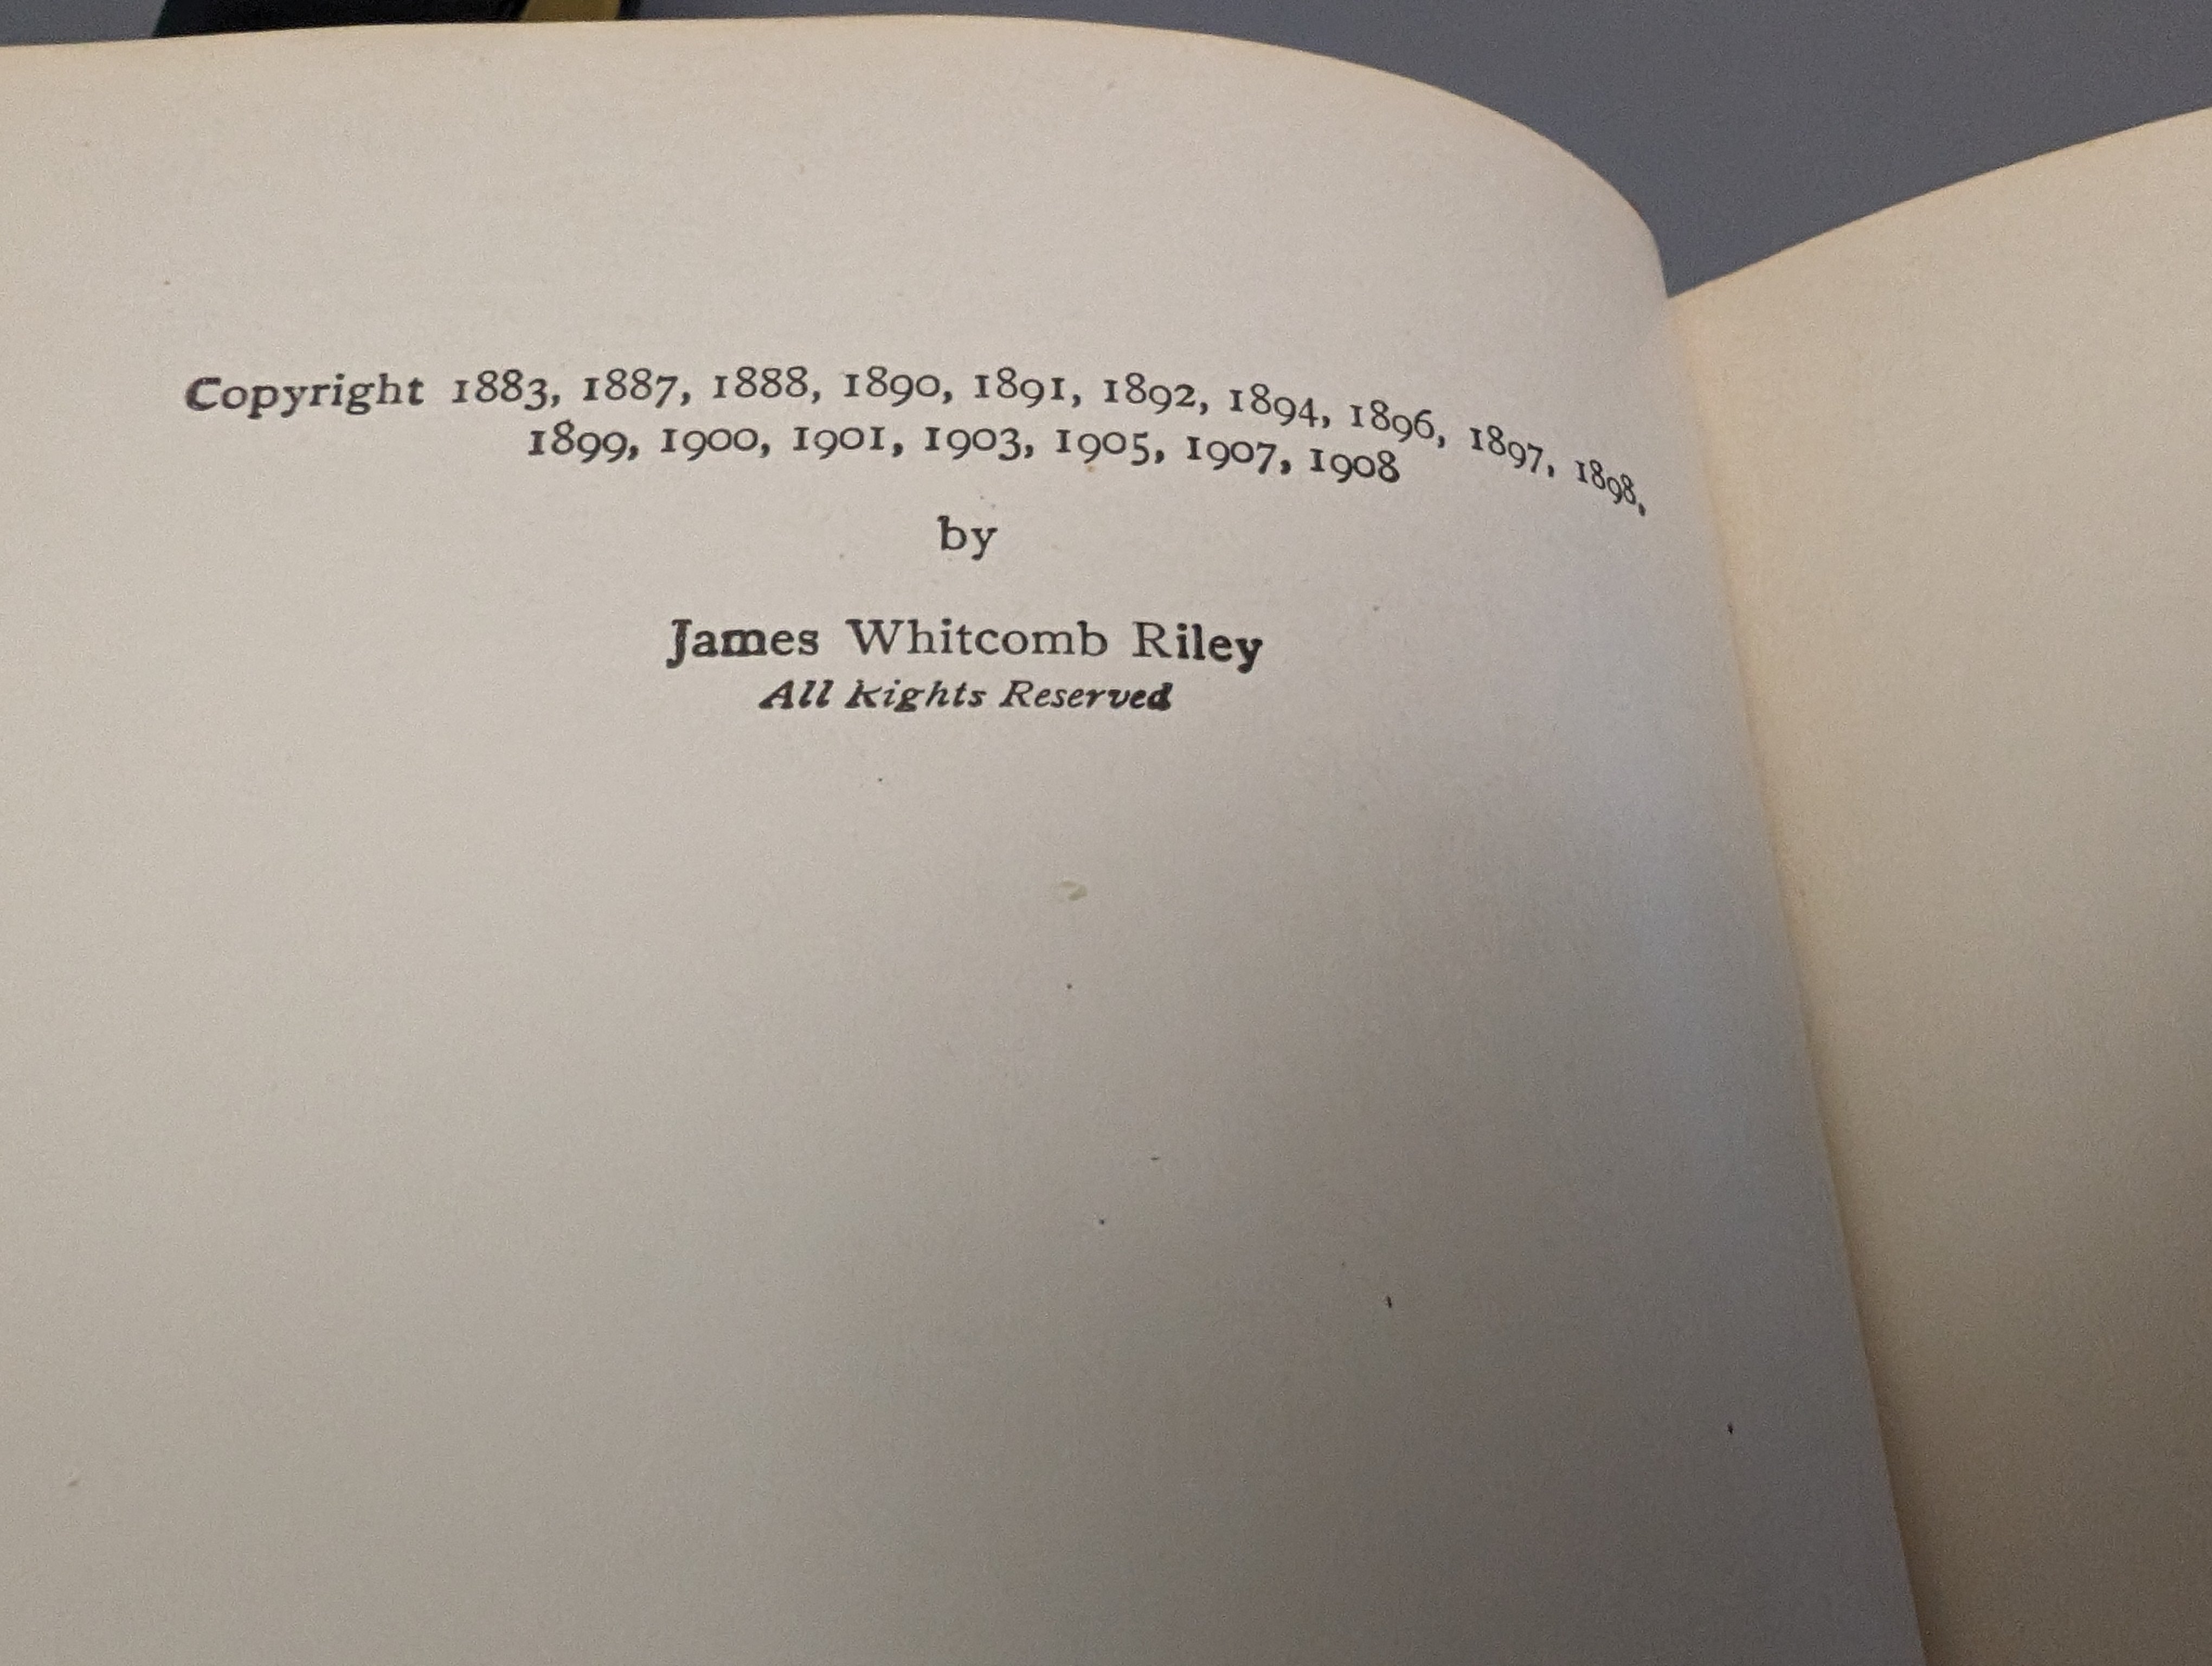 Copyright 1883, 1887, 1888, 1890, 1891, 1892, 1894, 1896, 1897, 1898,
1899, 1900, 1901, 1903, 1905, 1907, 1908
by
James Whitcomb Riley
All Rights Reserved